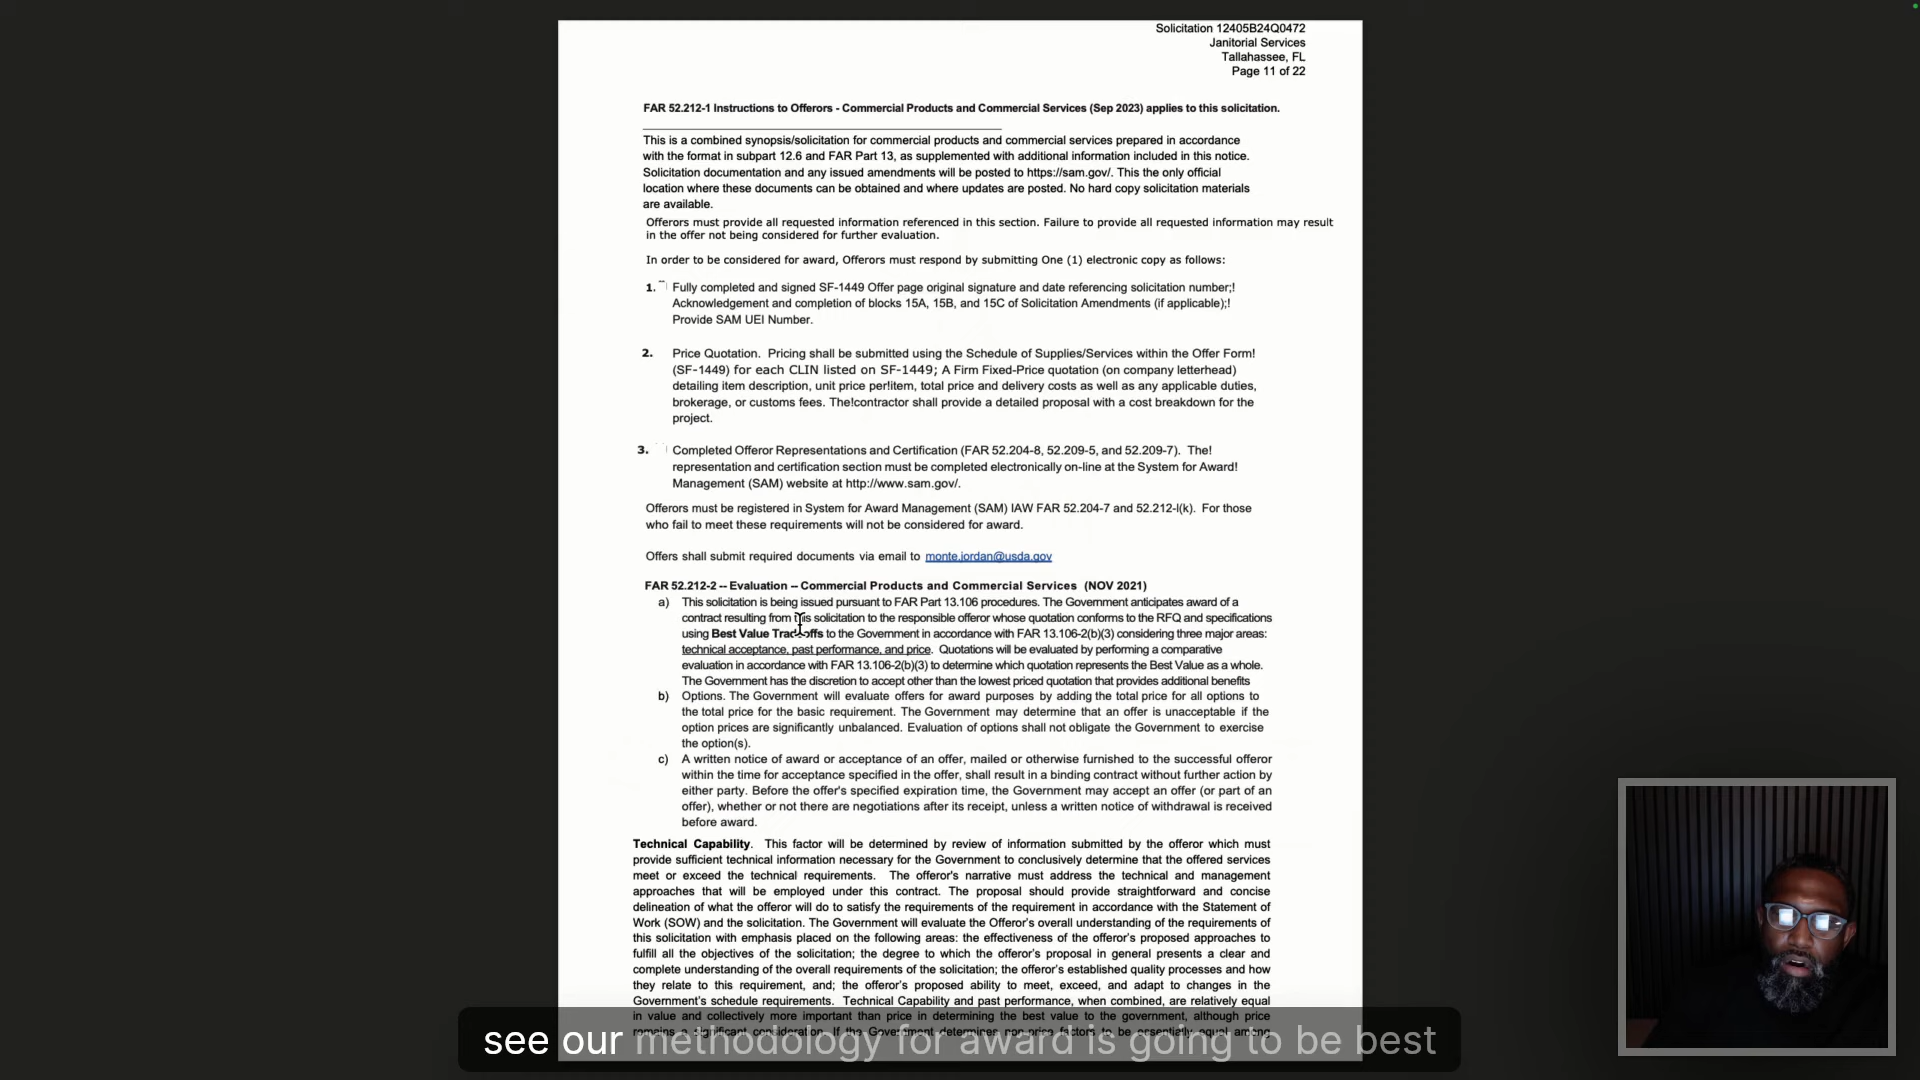 Solicitation 12405B24Q0472
Janitorial Services
Tallahassee, FL
Page 11 of 22
FAR 52.212-1 Instructions to Offerors - Commercial Products and Commercial Services (Sep 2023) applies to this solicitation.
This is a combined synopsis/solicitation for commercial products and commercial services prepared in accordance
with the format in subpart 12.6 and FAR Part 13, as supplemented with additional information included in this notice.
Solicitation documentation and any issued amendments will be posted to https://sam.gov/. This the only official
location where these documents can be obtained and where updates are posted. No hard copy solicitation materials
are available.
Offerors must provide all requested information referenced in this section. Failure to provide all requested information may result
in the offer not being considered for further evaluation.
In order to be considered for award, Offerors must respond by submitting One (1) electronic copy as follows:
1. Fully completed and signed SF-1449 Offer page original signature and date referencing solicitation number;!
Acknowledgement and completion of blocks 15A, 15B, and 15C of Solicitation Amendments (if applicable);!
Provide SAM UEI Number.
2. Price Quotation. Pricing shall be submitted using the Schedule of Supplies/Services within the Offer Form!
(SF-1449) for each CLIN listed on SF-1449; A Firm Fixed-Price quotation (on company letterhead)
detailing item description, unit price per!item, total price and delivery costs as well as any applicable duties,
brokerage, or customs fees. The!contractor shall provide a detailed proposal with a cost breakdown for the
project.
3. Completed Offeror Representations and Certification (FAR 52.204-8, 52.209-5, and 52.209-7). The!
representation and certification section must be completed electronically on-line at the System for Award!
Management (SAM) website at http://www.sam.gov/.
Offerors must be registered in System for Award Management (SAM) IAW FAR 52.204-7 and 52.212-l(k). For those
who fail to meet these requirements will not be considered for award.
Offers shall submit required documents via email to monte.jordan@usda.gov
FAR 52.212-2 -- Evaluation -- Commercial Products and Commercial Services (NOV 2021)
a) This solicitation is being issued pursuant to FAR Part 13.106 procedures. The Government anticipates award of a
contract resulting from this solicitation to the responsible offeror whose quotation conforms to the RFQ and specifications
using Best Value Tradeoffs to the Government in accordance with FAR 13.106-2(b)(3) considering three major areas:
technical acceptance, past performance, and price. Quotations will be evaluated by performing a comparative
evaluation in accordance with FAR 13.106-2(b)(3) to determine which quotation represents the Best Value as a whole.
The Government has the discretion to accept other than the lowest priced quotation that provides additional benefits
b) Options. The Government will evaluate offers for award purposes by adding the total price for all options to
the total price for the basic requirement. The Government may determine that an offer is unacceptable if the
option prices are significantly unbalanced. Evaluation of options shall not obligate the Government to exercise
the option(s).
c) A written notice of award or acceptance of an offer, mailed or otherwise furnished to the successful offeror
within the time for acceptance specified in the offer, shall result in a binding contract without further action by
either party. Before the offer's specified expiration time, the Government may accept an offer (or part of an
offer), whether or not there are negotiations after its receipt, unless a written notice of withdrawal is received
before award.
Technical Capability. This factor will be determined by review of information submitted by the offeror which must
provide sufficient technical information necessary for the Government to conclusively determine that the offered services
meet or exceed the technical requirements. The offeror's narrative must address the technical and management
approaches that will be employed under this contract. The proposal should provide straightforward and concise
delineation of what the offeror will do to satisfy the requirements of the requirement in accordance with the Statement of
Work (SOW) and the solicitation. The Government will evaluate the Offeror's overall understanding of the requirements of
this solicitation with emphasis placed on the following areas: the effectiveness of the offeror's proposed approaches to
fulfill all the objectives of the solicitation; the degree to which the offeror's proposal in general presents a clear and
complete understanding of the overall requirements of the solicitation; the offeror's established quality processes and how
they relate to this requirement, and; the offeror's proposed ability to meet, exceed, and adapt to changes in the
Government's schedule requirements. Technical Capability and past performance, when combined, are relatively equal
in value and collectively more important than price in determining the best value to the government, although price
remains a significant consideration. If the Government determines non-price factors to be essentially equal among
see our methodology for award is going to be best